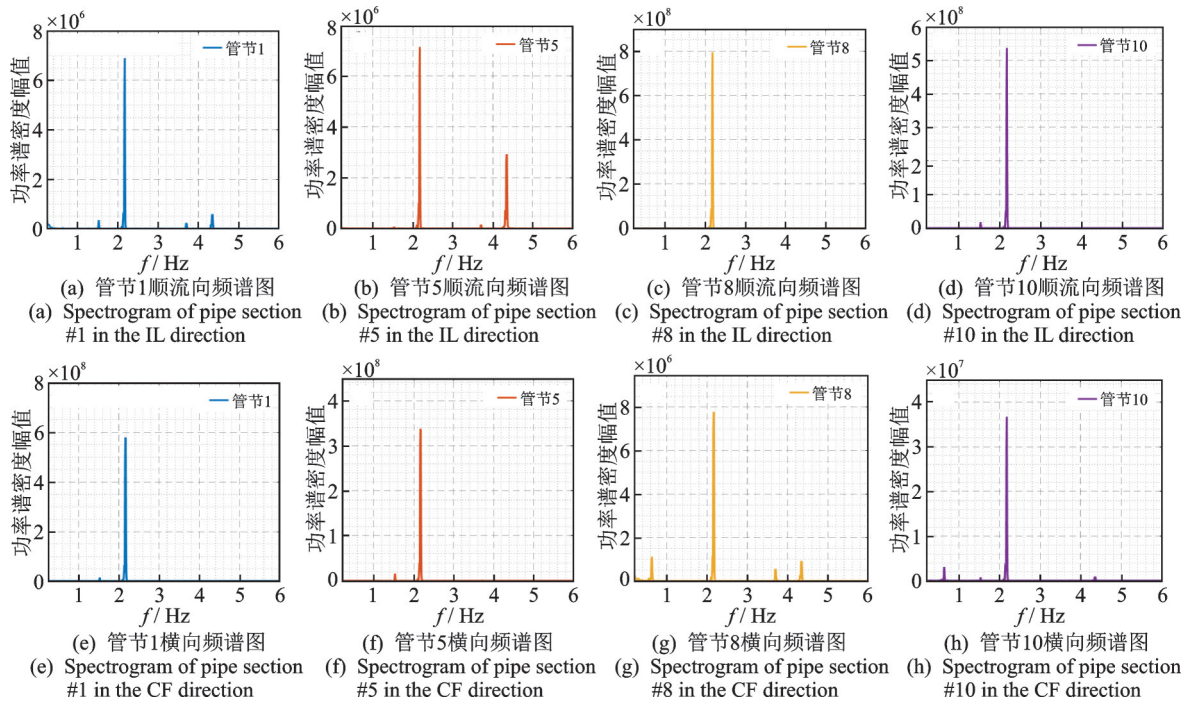 ×10⁶
管节1
功率谱密度幅值
8
6
4
2
0
1 2 3 4 5 6
f / Hz
(a) 管节1顺流向频谱图
(a) Spectrogram of pipe section
#1 in the IL direction
×10⁶
管节5
功率谱密度幅值
8
6
4
2
0
1 2 3 4 5 6
f / Hz
(b) 管节5顺流向频谱图
(b) Spectrogram of pipe section
#5 in the IL direction
×10⁸
管节8
功率谱密度幅值
8
6
4
2
0
1 2 3 4 5 6
f / Hz
(c) 管节8顺流向频谱图
(c) Spectrogram of pipe section
#8 in the IL direction
×10⁸
管节10
功率谱密度幅值
6
5
4
3
2
1
0
1 2 3 4 5 6
f / Hz
(d) 管节10顺流向频谱图
(d) Spectrogram of pipe section
#10 in the IL direction
×10⁸
管节1
功率谱密度幅值
8
6
4
2
0
1 2 3 4 5 6
f / Hz
(e) 管节1横向频谱图
(e) Spectrogram of pipe section
#1 in the CF direction
×10⁸
管节5
功率谱密度幅值
4
3
2
1
0
1 2 3 4 5 6
f / Hz
(f) 管节5横向频谱图
(f) Spectrogram of pipe section
#5 in the CF direction
×10⁶
管节8
功率谱密度幅值
8
6
4
2
0
1 2 3 4 5 6
f / Hz
(g) 管节8横向频谱图
(g) Spectrogram of pipe section
#8 in the CF direction
×10⁷
管节10
功率谱密度幅值
4
3
2
1
0
1 2 3 4 5 6
f / Hz
(h) 管节10横向频谱图
(h) Spectrogram of pipe section
#10 in the CF direction